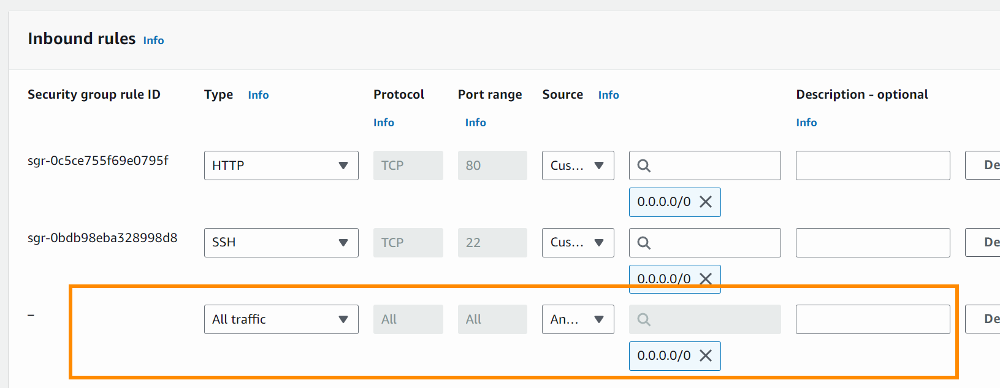 Inbound rules Info
Security group rule ID Type Info Protocol Port range Source Info Description - optional
Info Info Info
sgr-0c5ce755f69e0795f HTTP TCP 80 Cus... De
0.0.0.0/0
sgr-0bdb98eba328998d8 SSH TCP 22 Cus... De
0.0.0.0/0
– All traffic All All An... De
0.0.0.0/0